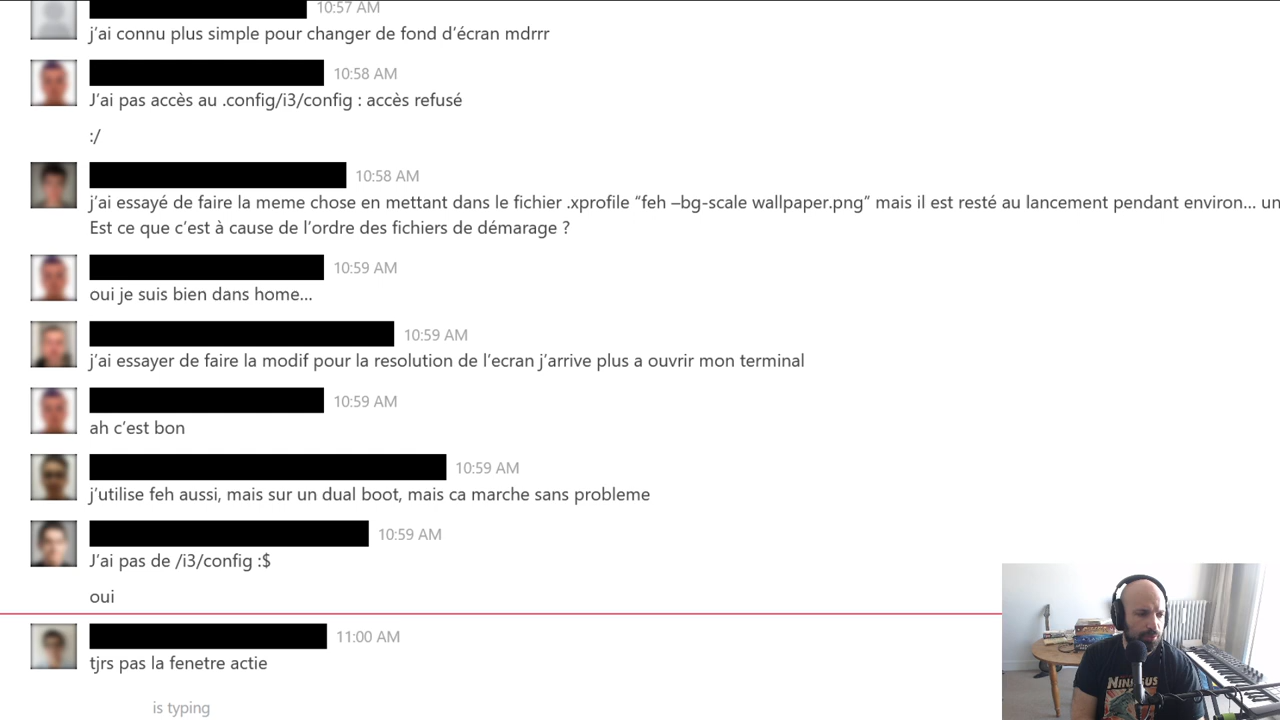 10:57 AM
j’ai connu plus simple pour changer de fond d’écran mdrrr
10:58 AM
J’ai pas accès au .config/i3/config : accès refusé
:/
10:58 AM
j’ai essayé de faire la meme chose en mettant dans le fichier .xprofile “feh –bg-scale wallpaper.png” mais il est resté au lancement pendant environ… un
Est ce que c’est à cause de l’ordre des fichiers de démarage ?
10:59 AM
oui je suis bien dans home…
10:59 AM
j’ai essayer de faire la modif pour la resolution de l’ecran j’arrive plus a ouvrir mon terminal
10:59 AM
ah c’est bon
10:59 AM
j’utilise feh aussi, mais sur un dual boot, mais ca marche sans probleme
10:59 AM
J’ai pas de /i3/config :$
oui
11:00 AM
tjrs pas la fenetre actie
is typing